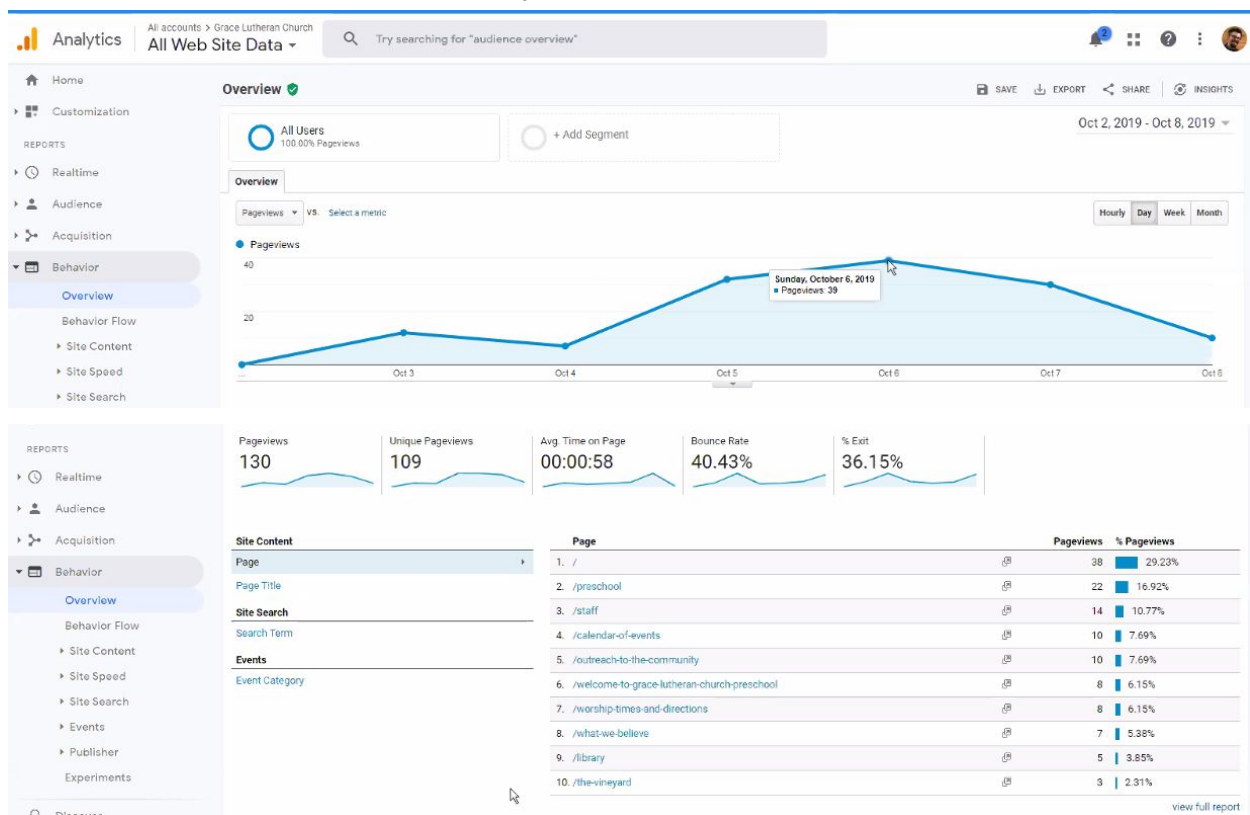 Analytics
All accounts > Grace Lutheran Church
All Web Site Data
Try searching for "audience overview"
2
Home
Customization
REPORTS
Realtime
Audience
Acquisition
Behavior
Overview
Behavior Flow
Site Content
Site Speed
Site Search
Overview
SAVE
EXPORT
SHARE
INSIGHTS
All Users
100.00% Pageviews
+ Add Segment
Oct 2, 2019 - Oct 8, 2019
Overview
Pageviews VS. Select a metric
Hourly Day Week Month
Pageviews
40
20
Sunday, October 6, 2019
Pageviews: 39
... Oct 3 Oct 4 Oct 5 Oct 6 Oct 7 Oct 8
REPORTS
Realtime
Audience
Acquisition
Behavior
Overview
Behavior Flow
Site Content
Site Speed
Site Search
Events
Publisher
Experiments
Pageviews
130
Unique Pageviews
109
Avg. Time on Page
00:00:58
Bounce Rate
40.43%
% Exit
36.15%
Site Content
Page
Page Title
Site Search
Search Term
Events
Event Category
Page Pageviews % Pageviews
1. / 38 29.23%
2. /preschool 22 16.92%
3. /staff 14 10.77%
4. /calendar-of-events 10 7.69%
5. /outreach-to-the-community 10 7.69%
6. /welcome-to-grace-lutheran-church-preschool 8 6.15%
7. /worship-times-and-directions 8 6.15%
8. /what-we-believe 7 5.38%
9. /library 5 3.85%
10. /the-vineyard 3 2.31%
view full report